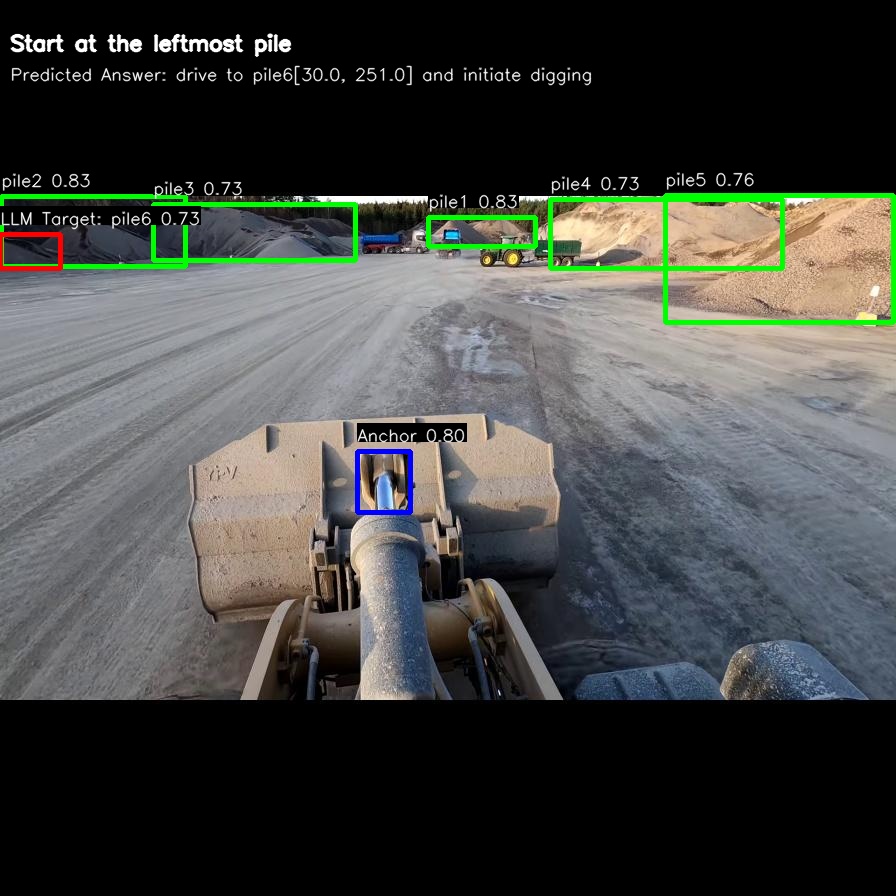 Start at the leftmost pile
Predicted Answer: drive to pile6[30.0, 251.0] and initiate digging
pile2 0.83
pile3 0.73
pile1 0.83
pile4 0.73
pile5 0.76
LLM Target: pile6 0.73
Anchor 0.80